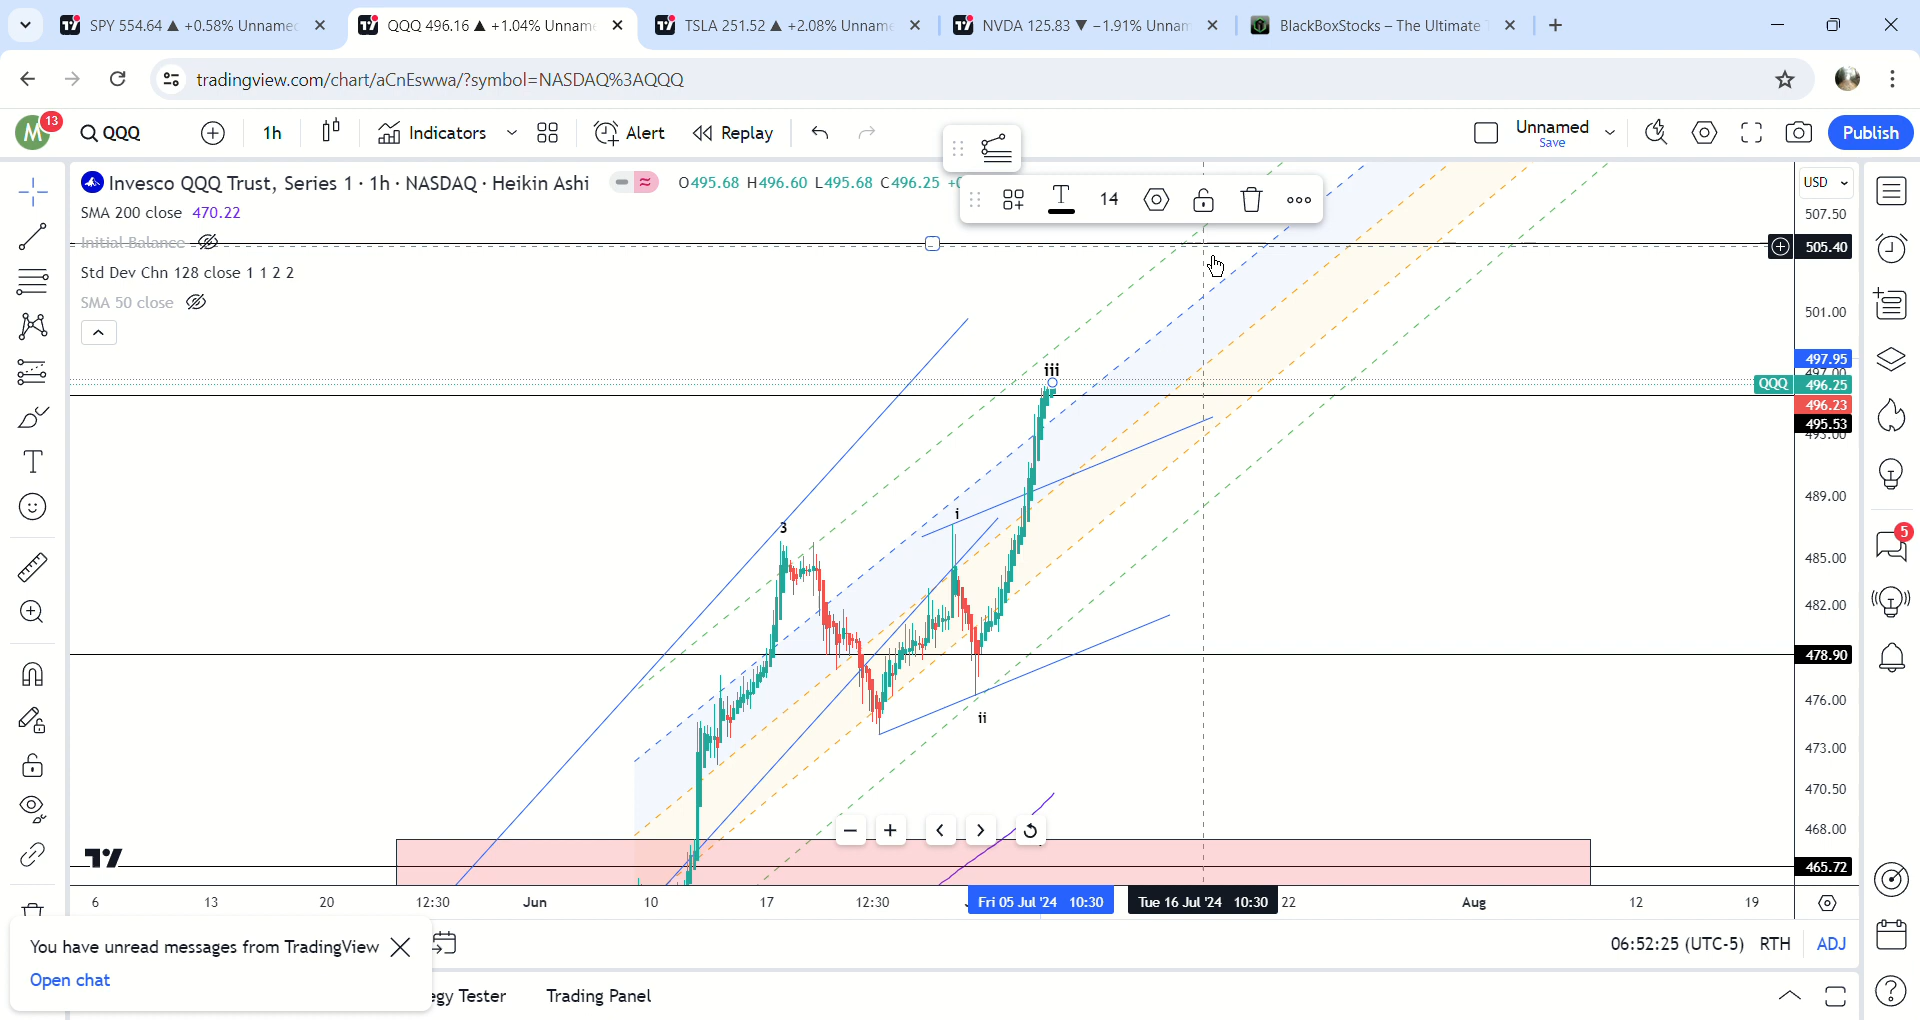 SPY 554.64 ▲ +0.58% Unnamed
QQQ 496.16 ▲ +1.04% Unnam
TSLA 251.52 ▲ +2.08% Unname
NVDA 125.83 ▼ −1.91% Unnam
BlackBoxStocks – The Ultimate
tradingview.com/chart/aCnEswwa/?symbol=NASDAQ%3AQQQ
M 13
QQQ
1h
Indicators
Alert
Replay
Unnamed
Save
Publish
Invesco QQQ Trust, Series 1 · 1h · NASDAQ · Heikin Ashi
O495.68 H496.60 L495.68 C496.25
SMA 200 close 470.22
Initial Balance
Std Dev Chn 128 close 1 1 2 2
SMA 50 close
T 14
USD
507.50
505.40
501.00
497.95
497.00
QQQ 496.25
496.23
495.53
493.00
489.00
485.00
482.00
478.90
476.00
473.00
470.50
468.00
465.72
iii
3
i
ii
5
6
13
20
12:30
Jun
10
17
12:30
Fri 05 Jul '24 10:30
Tue 16 Jul '24 10:30
22
Aug
12
19
You have unread messages from TradingView
Open chat
06:52:25 (UTC-5)
RTH
ADJ
egy Tester
Trading Panel